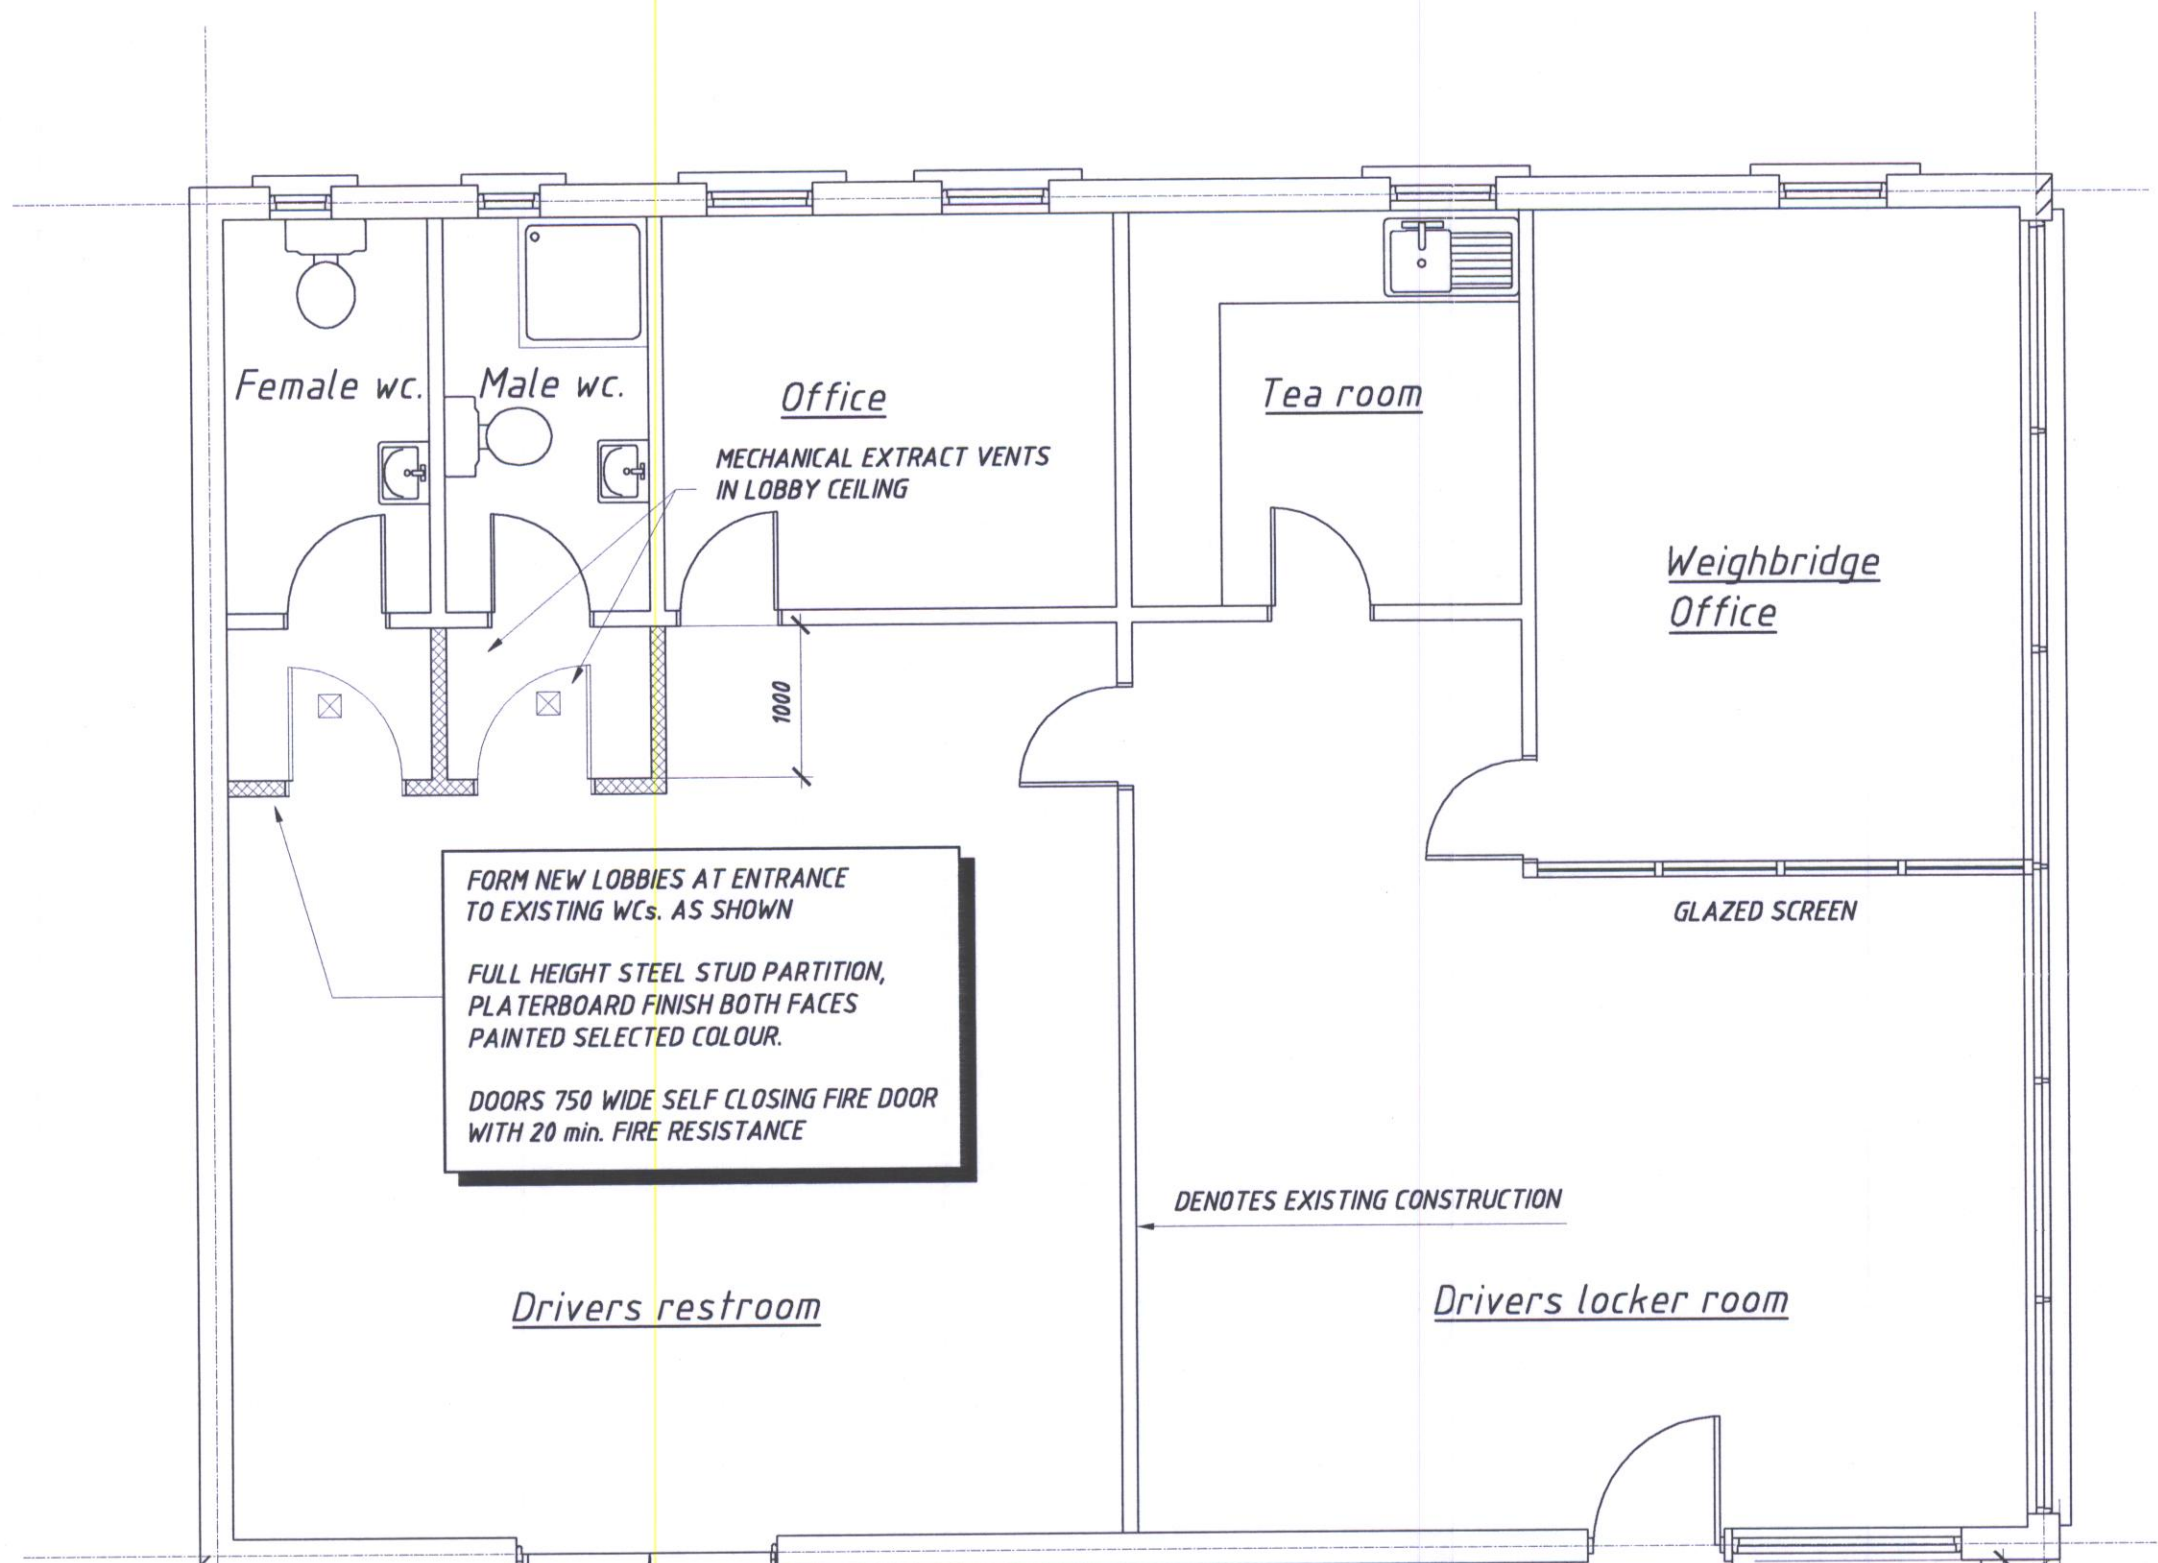 Female wc.
Male wc.
Office
Tea room
MECHANICAL EXTRACT VENTS
IN LOBBY CEILING
Weighbridge
Office
1000
FORM NEW LOBBIES AT ENTRANCE
TO EXISTING WCs. AS SHOWN
FULL HEIGHT STEEL STUD PARTITION,
PLATERBOARD FINISH BOTH FACES
PAINTED SELECTED COLOUR.
DOORS 750 WIDE SELF CLOSING FIRE DOOR
WITH 20 min. FIRE RESISTANCE
GLAZED SCREEN
DENOTES EXISTING CONSTRUCTION
Drivers restroom
Drivers locker room